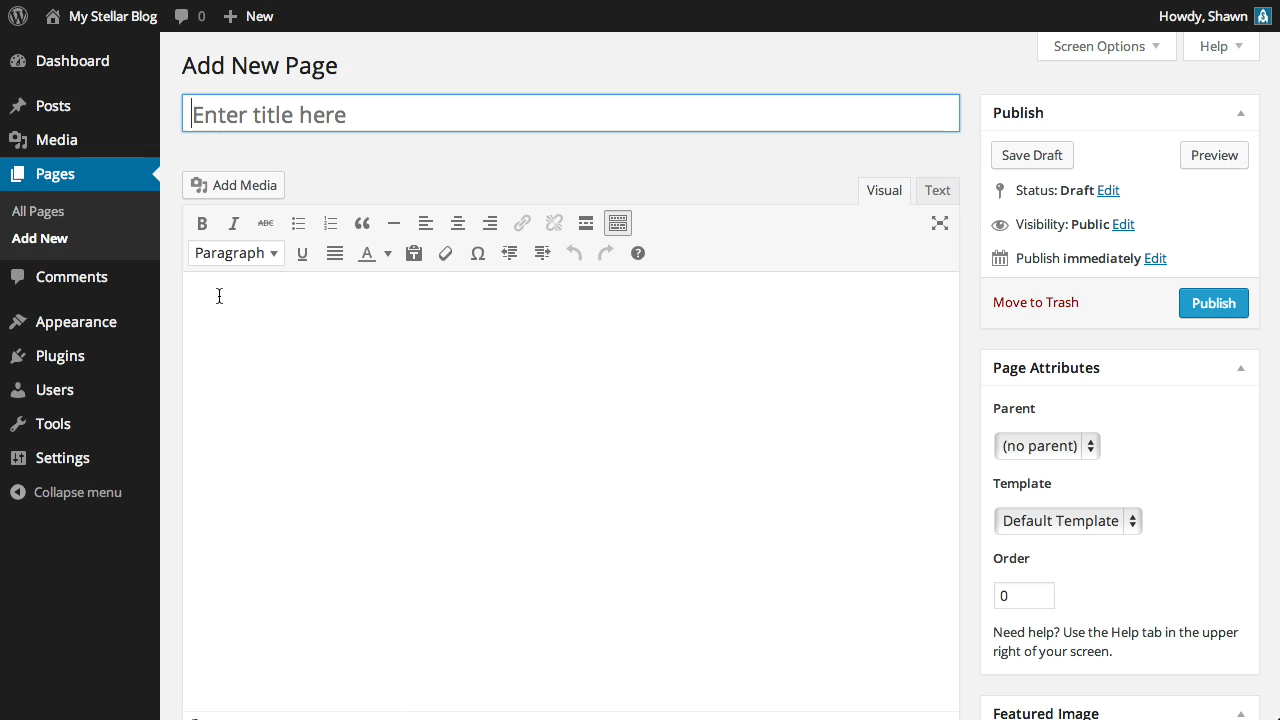 My Stellar Blog 0 New Howdy, Shawn
Dashboard
Posts
Media
Pages
All Pages
Add New
Comments
Appearance
Plugins
Users
Tools
Settings
Collapse menu
Screen Options Help
Add New Page
Enter title here
Add Media
Visual Text
B I ABC
Paragraph U A Ω
Publish
Save Draft Preview
Status: Draft Edit
Visibility: Public Edit
Publish immediately Edit
Move to Trash Publish
Page Attributes
Parent
(no parent)
Template
Default Template
Order
0
Need help? Use the Help tab in the upper
right of your screen.
Featured Image